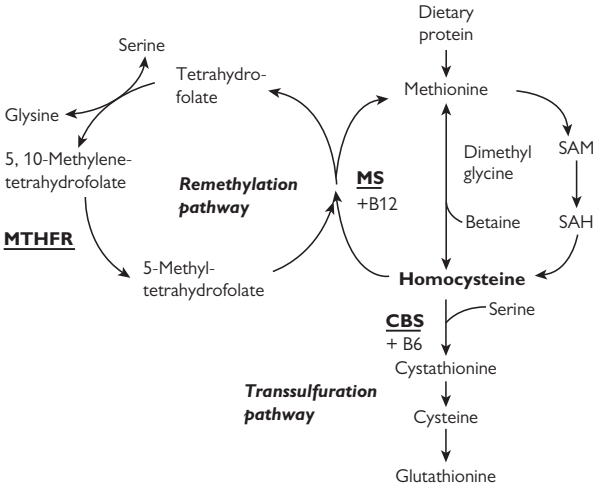 Dietary
protein
Serine
Tetrahydro-
folate
Methionine
Glysine
5, 10-Methylene-
tetrahydrofolate
Dimethyl
glycine
SAM
Remethylation
pathway
MS
+B12
MTHFR
Betaine
SAH
5-Methyl-
tetrahydrofolate
Homocysteine
Serine
CBS
+ B6
Cystathionine
Transsulfuration
pathway
Cysteine
Glutathionine